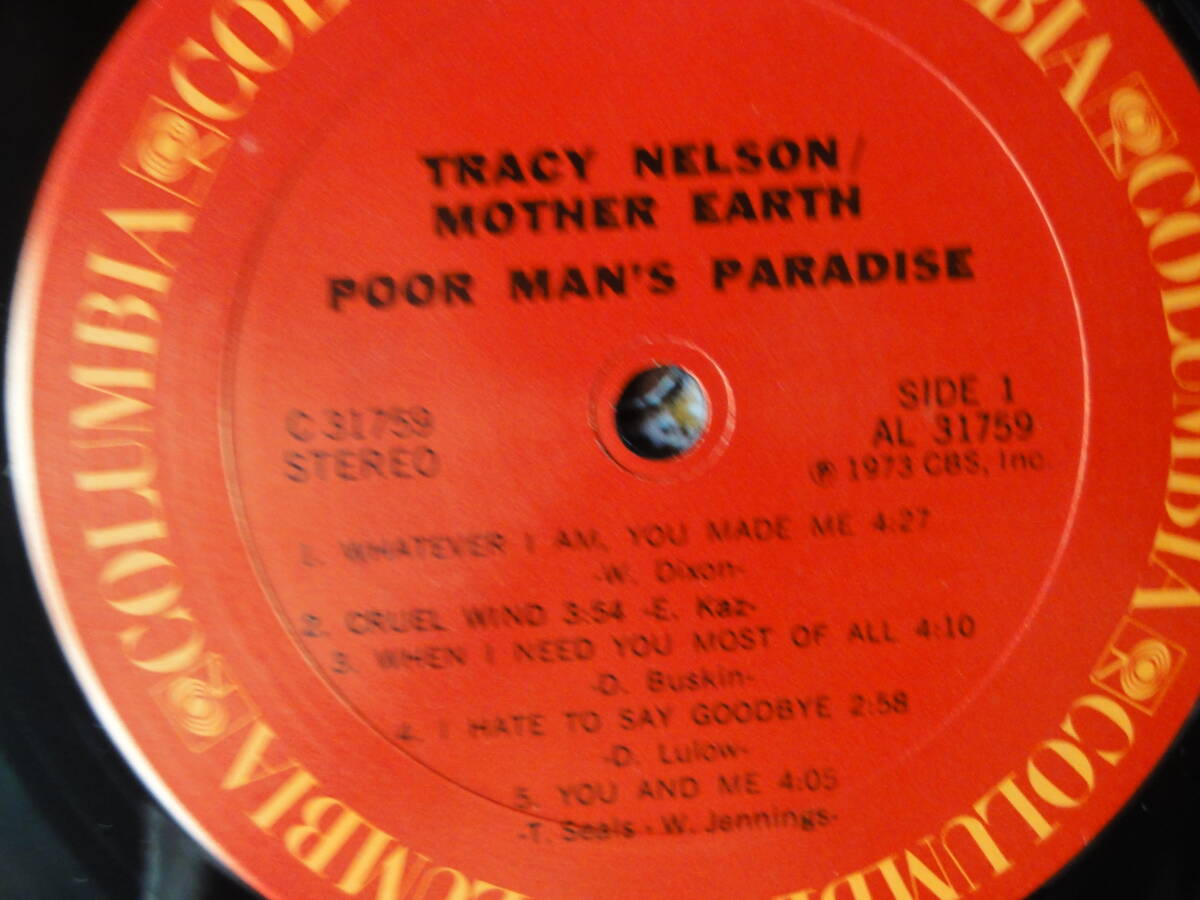 TRACY NELSON/
MOTHER EARTH
POOR MAN'S PARADISE
C 31759
STEREO
SIDE 1
AL 31759
℗ 1973 CBS, Inc.
1. WHATEVER I AM, YOU MADE ME 4:27
-W. Dixon-
2. CRUEL WIND 3:54 -E. Kaz-
3. WHEN I NEED YOU MOST OF ALL 4:10
-D. Buskin-
4. I HATE TO SAY GOODBYE 2:58
-D. Lulow-
5. YOU AND ME 4:05
-T. Seals - W. Jennings-
COLUMBIA
COLUMBIA
COLUMBIA
COLUMBIA
COLUMBIA
COLUMBIA